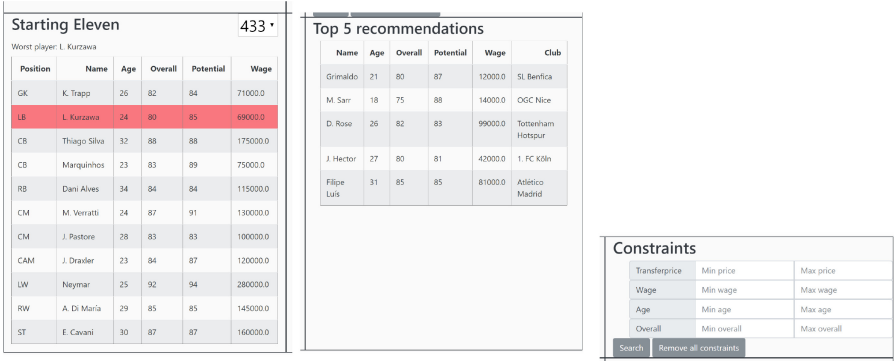 Starting Eleven
433
Worst player: L. Kurzawa
Position Name Age Overall Potential Wage
GK K. Trapp 26 82 84 71000.0
LB L. Kurzawa 24 80 85 69000.0
CB Thiago Silva 32 88 88 175000.0
CB Marquinhos 23 83 89 75000.0
RB Dani Alves 34 84 84 115000.0
CM M. Verratti 24 87 91 130000.0
CM J. Pastore 28 83 83 100000.0
CAM J. Draxler 23 84 87 120000.0
LW Neymar 25 92 94 280000.0
RW A. Di María 29 85 85 145000.0
ST E. Cavani 30 87 87 160000.0
Top 5 recommendations
Name Age Overall Potential Wage Club
Grimaldo 21 80 87 12000.0 SL Benfica
M. Sarr 18 75 88 14000.0 OGC Nice
D. Rose 26 82 83 99000.0 Tottenham
Hotspur
J. Hector 27 80 81 42000.0 1. FC Köln
Filipe 31 85 85 81000.0 Atlético
Luís Madrid
Constraints
Transferprice Min price Max price
Wage Min wage Max wage
Age Min age Max age
Overall Min overall Max overall
Search Remove all constraints